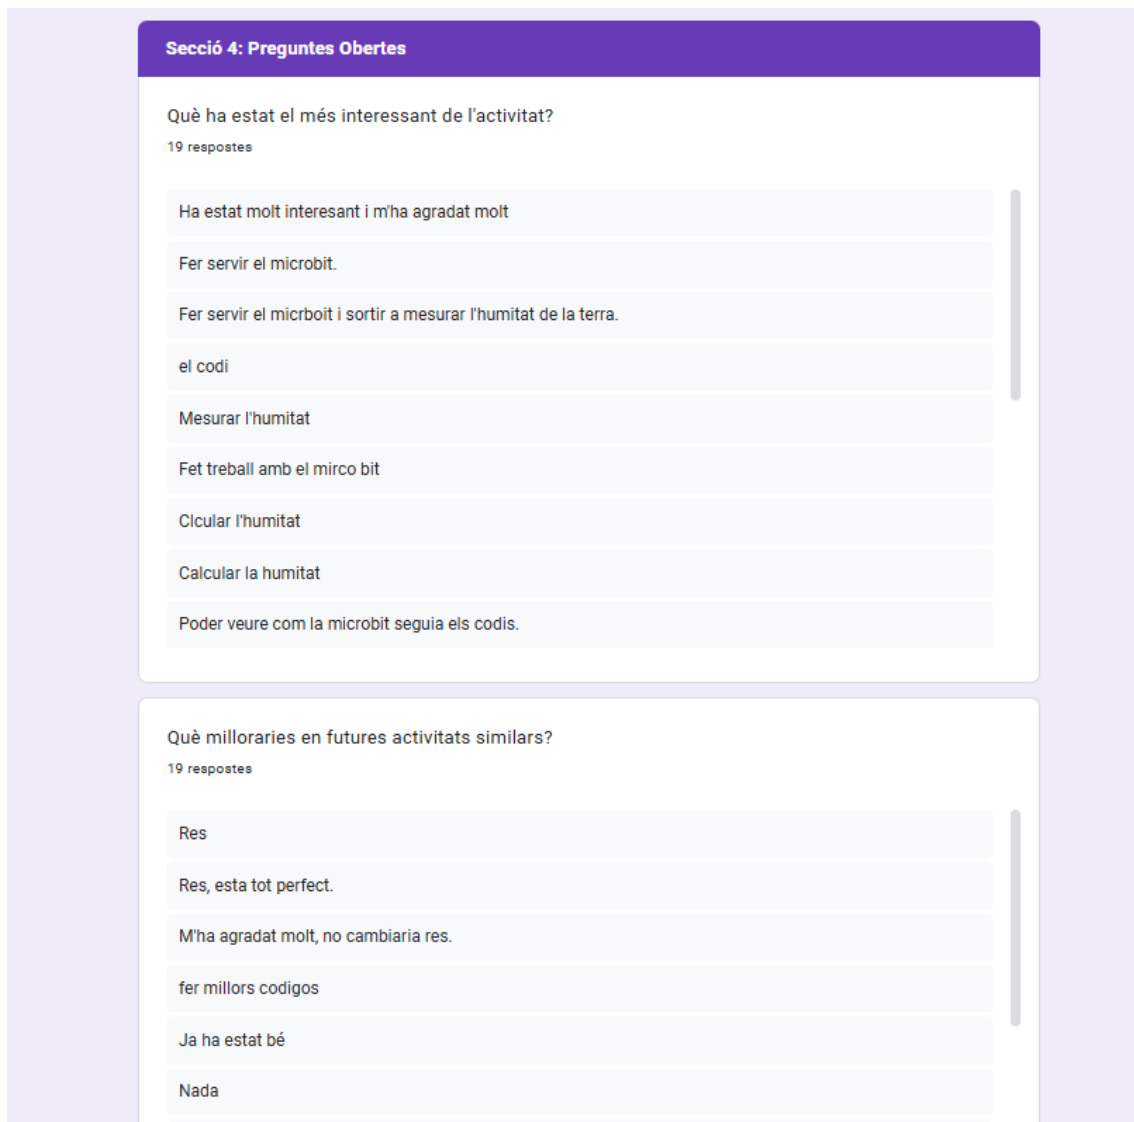 Secció 4: Preguntes Obertes
Què ha estat el més interessant de l'activitat?
19 respostes
Ha estat molt interesant i m'ha agradat molt
Fer servir el microbit.
Fer servir el micrboit i sortir a mesurar l'humitat de la terra.
el codi
Mesurar l'humitat
Fet treball amb el mirco bit
Clcular l'humitat
Calcular la humitat
Poder veure com la microbit seguia els codis.
Què milloraries en futures activitats similars?
19 respostes
Res
Res, esta tot perfect.
M'ha agradat molt, no cambiaria res.
fer millors codigos
Ja ha estat bé
Nada